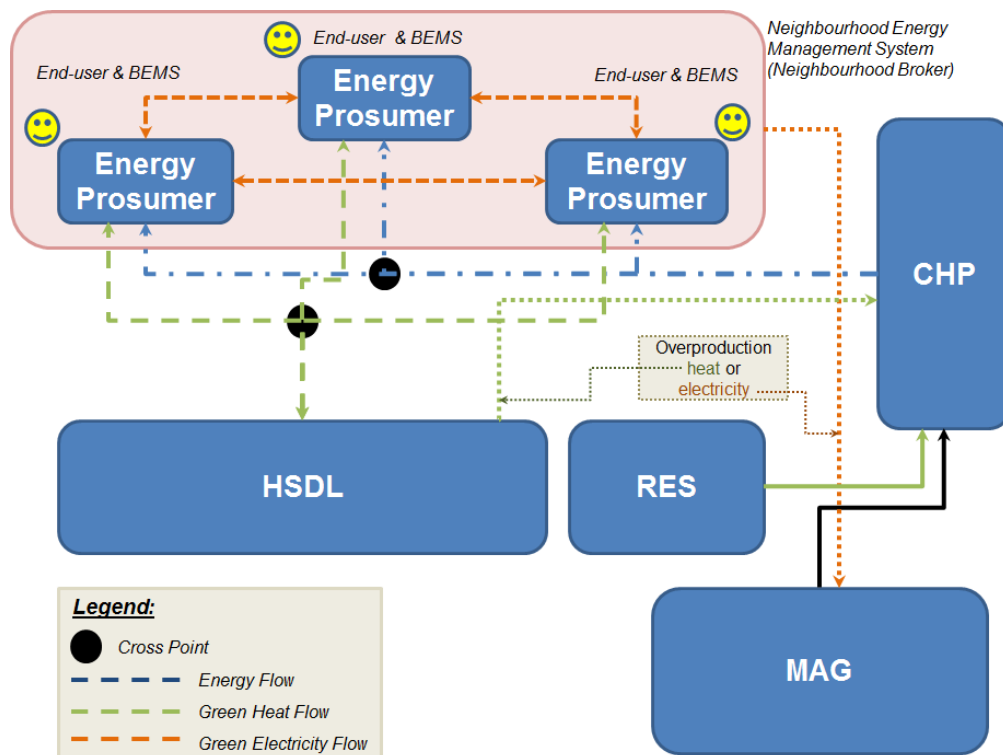 Neighbourhood Energy
Management System
(Neighbourhood Broker)
End-user & BEMS
End-user & BEMS
End-user & BEMS
Energy
Prosumer
Energy
Prosumer
Energy
Prosumer
CHP
Overproduction
heat or
electricity
HSDL
RES
MAG
Legend:
Cross Point
Energy Flow
Green Heat Flow
Green Electricity Flow